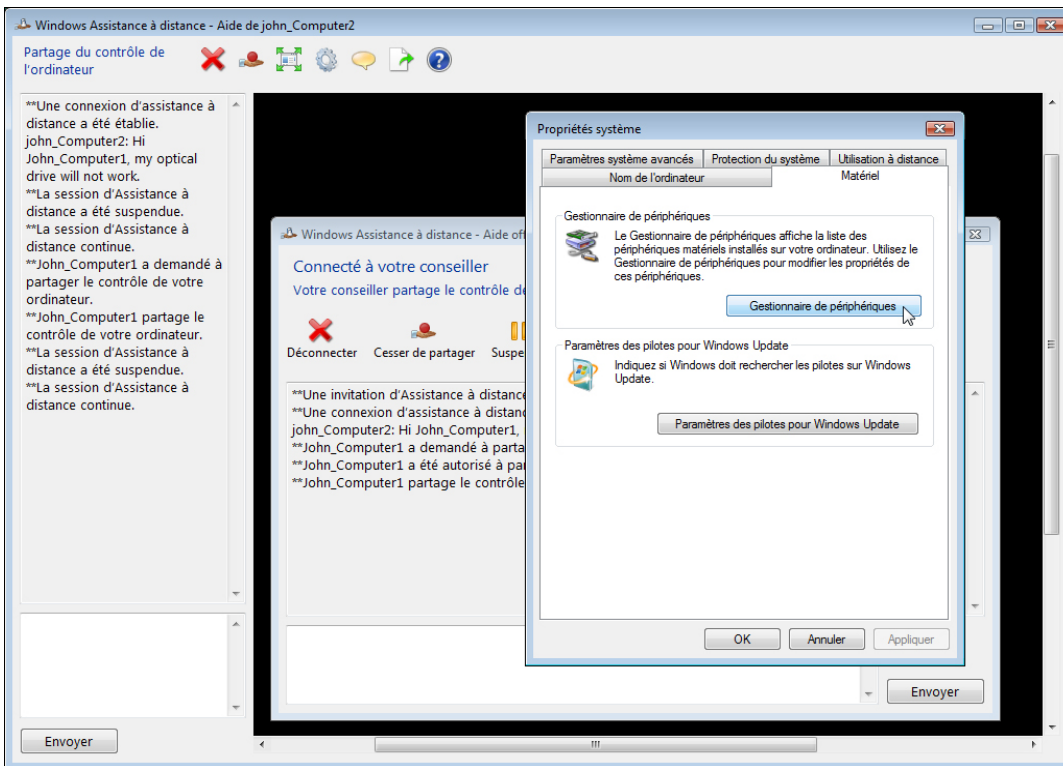 Windows Assistance à distance - Aide de john_Computer2
Partage du contrôle de
l'ordinateur
**Une connexion d'assistance à
distance a été établie.
john_Computer2: Hi
John_Computer1, my optical
drive will not work.
**La session d'Assistance à
distance a été suspendue.
**La session d'Assistance à
distance continue.
**John_Computer1 a demandé à
partager le contrôle de votre
ordinateur.
**John_Computer1 partage le
contrôle de votre ordinateur.
**La session d'Assistance à
distance a été suspendue.
**La session d'Assistance à
distance continue.
Envoyer
Windows Assistance à distance - Aide off
Connecté à votre conseiller
Votre conseiller partage le contrôle de
Déconnecter Cesser de partager Suspe
**Une invitation d'Assistance à distance
**Une connexion d'assistance à distanc
john_Computer2: Hi John_Computer1,
**John_Computer1 a demandé à parta
**John_Computer1 a été autorisé à par
**John_Computer1 partage le contrôle
Envoyer
Propriétés système
Paramètres système avancés Protection du système Utilisation à distance
Nom de l'ordinateur Matériel
Gestionnaire de périphériques
Le Gestionnaire de périphériques affiche la liste des
périphériques matériels installés sur votre ordinateur. Utilisez le
Gestionnaire de périphériques pour modifier les propriétés de
ces périphériques.
Gestionnaire de périphériques
Paramètres des pilotes pour Windows Update
Indiquez si Windows doit rechercher les pilotes sur Windows
Update.
Paramètres des pilotes pour Windows Update
OK Annuler Appliquer